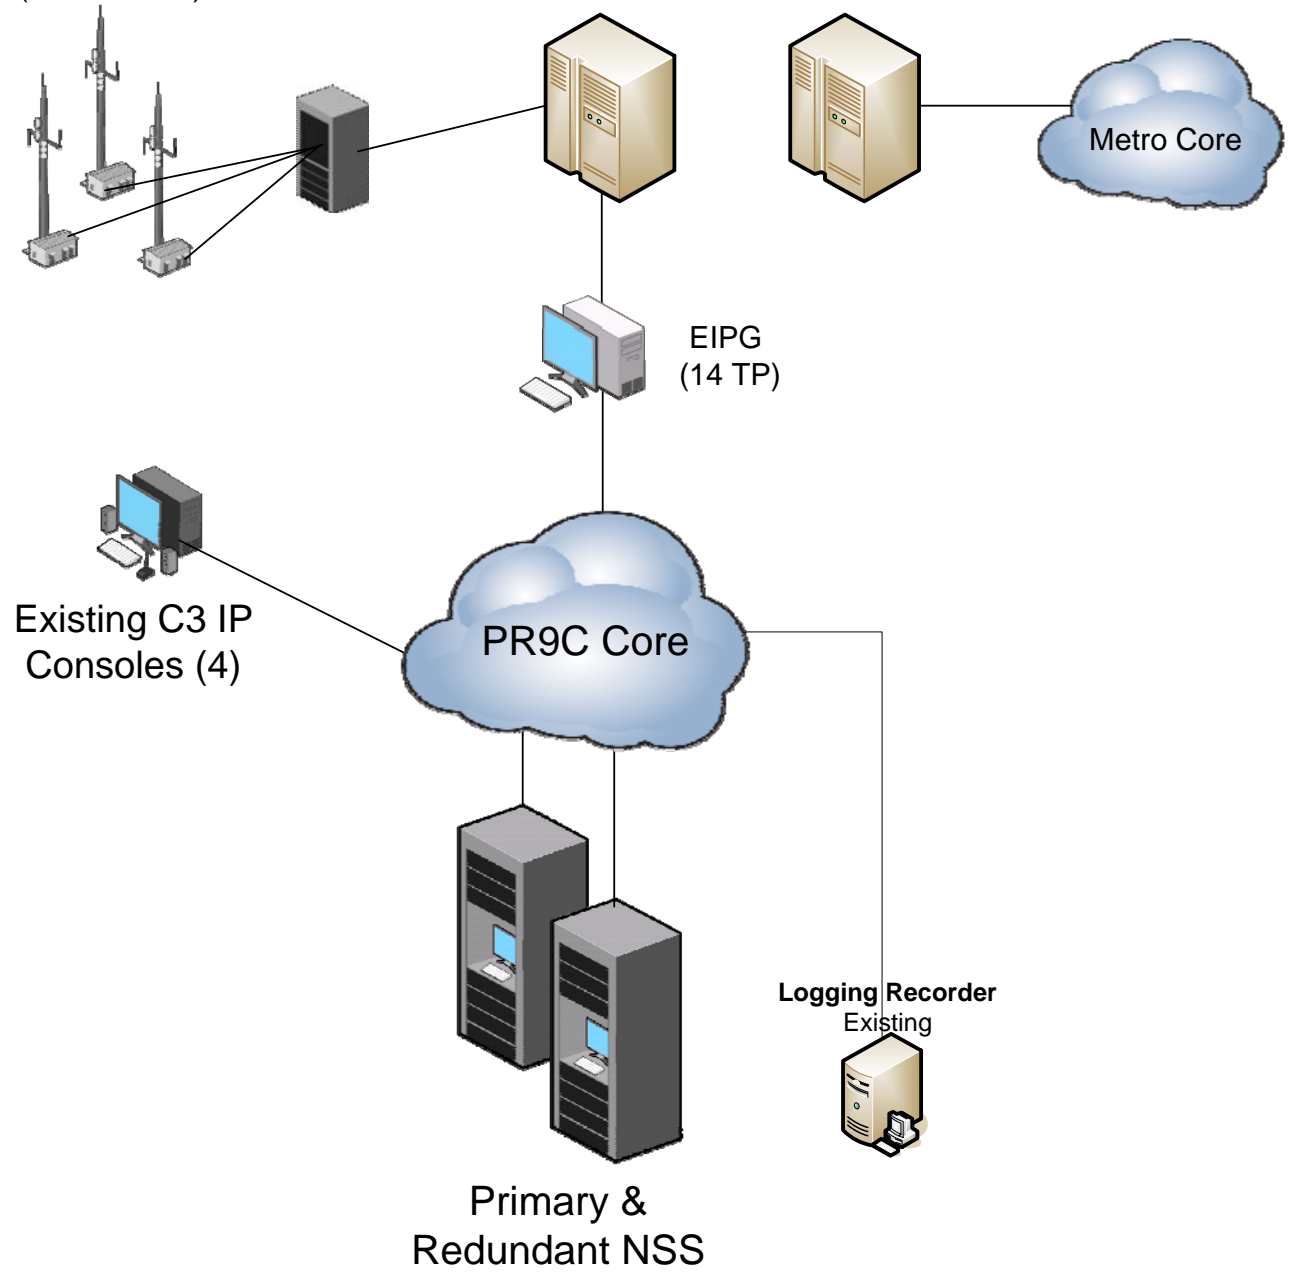 Metro Core
EIPG
(14 TP)
Existing C3 IP
Consoles (4)
PR9C Core
Logging Recorder
Existing
Primary &
Redundant NSS